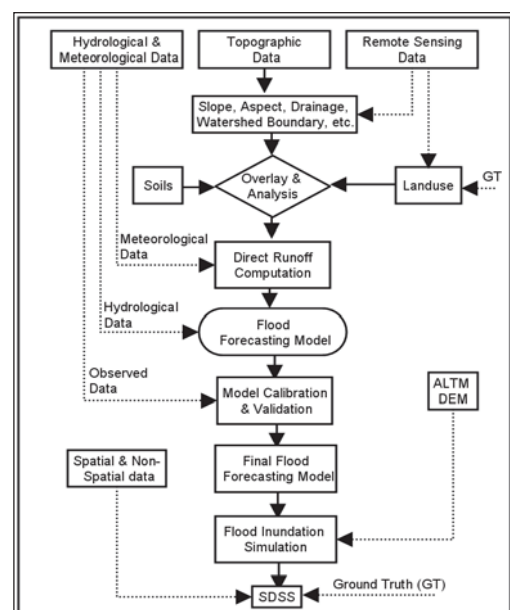 Hydrological &
Meteorological Data
Topographic
Data
Remote Sensing
Data
Slope, Aspect, Drainage,
Watershed Boundary, etc.
Soils
Overlay &
Analysis
Landuse
GT
Meteorological
Data
Direct Runoff
Computation
Hydrological
Data
Flood
Forecasting Model
Observed
Data
Model Calibration
& Validation
ALTM
DEM
Spatial & Non-
Spatial data
Final Flood
Forecasting Model
Flood Inundation
Simulation
SDSS
Ground Truth (GT)